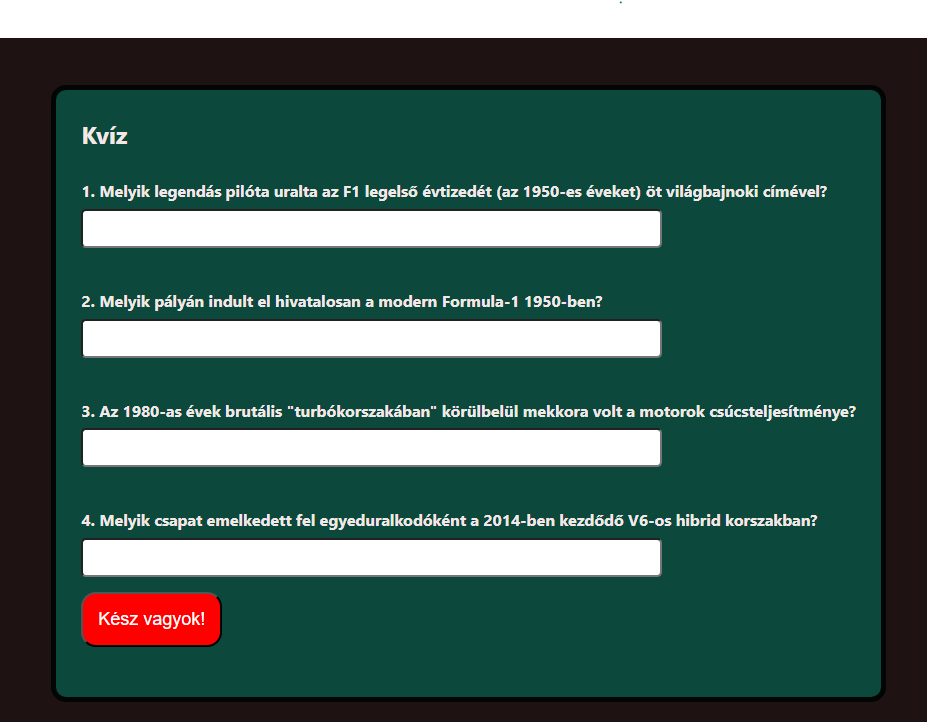 Kvíz
1. Melyik legendás pilóta uralta az F1 legelső évtizedét (az 1950-es éveket) öt világbajnoki címével?
2. Melyik pályán indult el hivatalosan a modern Formula-1 1950-ben?
3. Az 1980-as évek brutális "turbókorszakában" körülbelül mekkora volt a motorok csúcsteljesítménye?
4. Melyik csapat emelkedett fel egyeduralkodóként a 2014-ben kezdődő V6-os hibrid korszakban?
Kész vagyok!